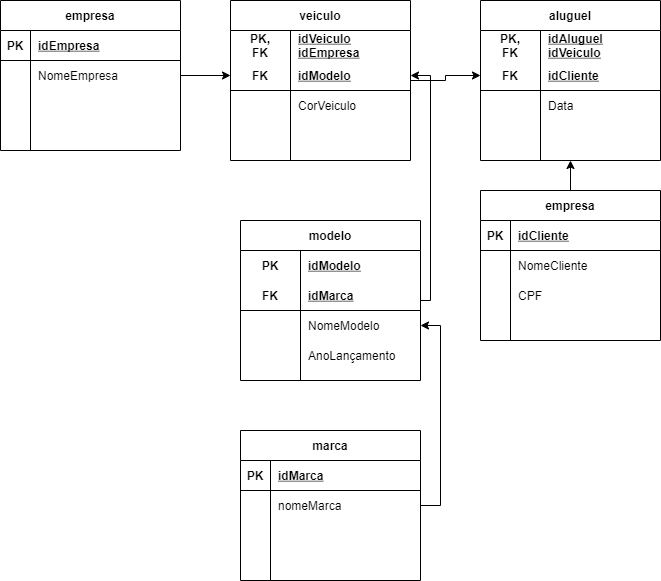 empresa
PK idEmpresa
NomeEmpresa
veiculo
PK, idVeiculo
FK idEmpresa
FK idModelo
CorVeiculo
aluguel
PK, idAluguel
FK idVeiculo
FK idCliente
Data
modelo
PK idModelo
FK idMarca
NomeModelo
AnoLançamento
empresa
PK idCliente
NomeCliente
CPF
marca
PK idMarca
nomeMarca